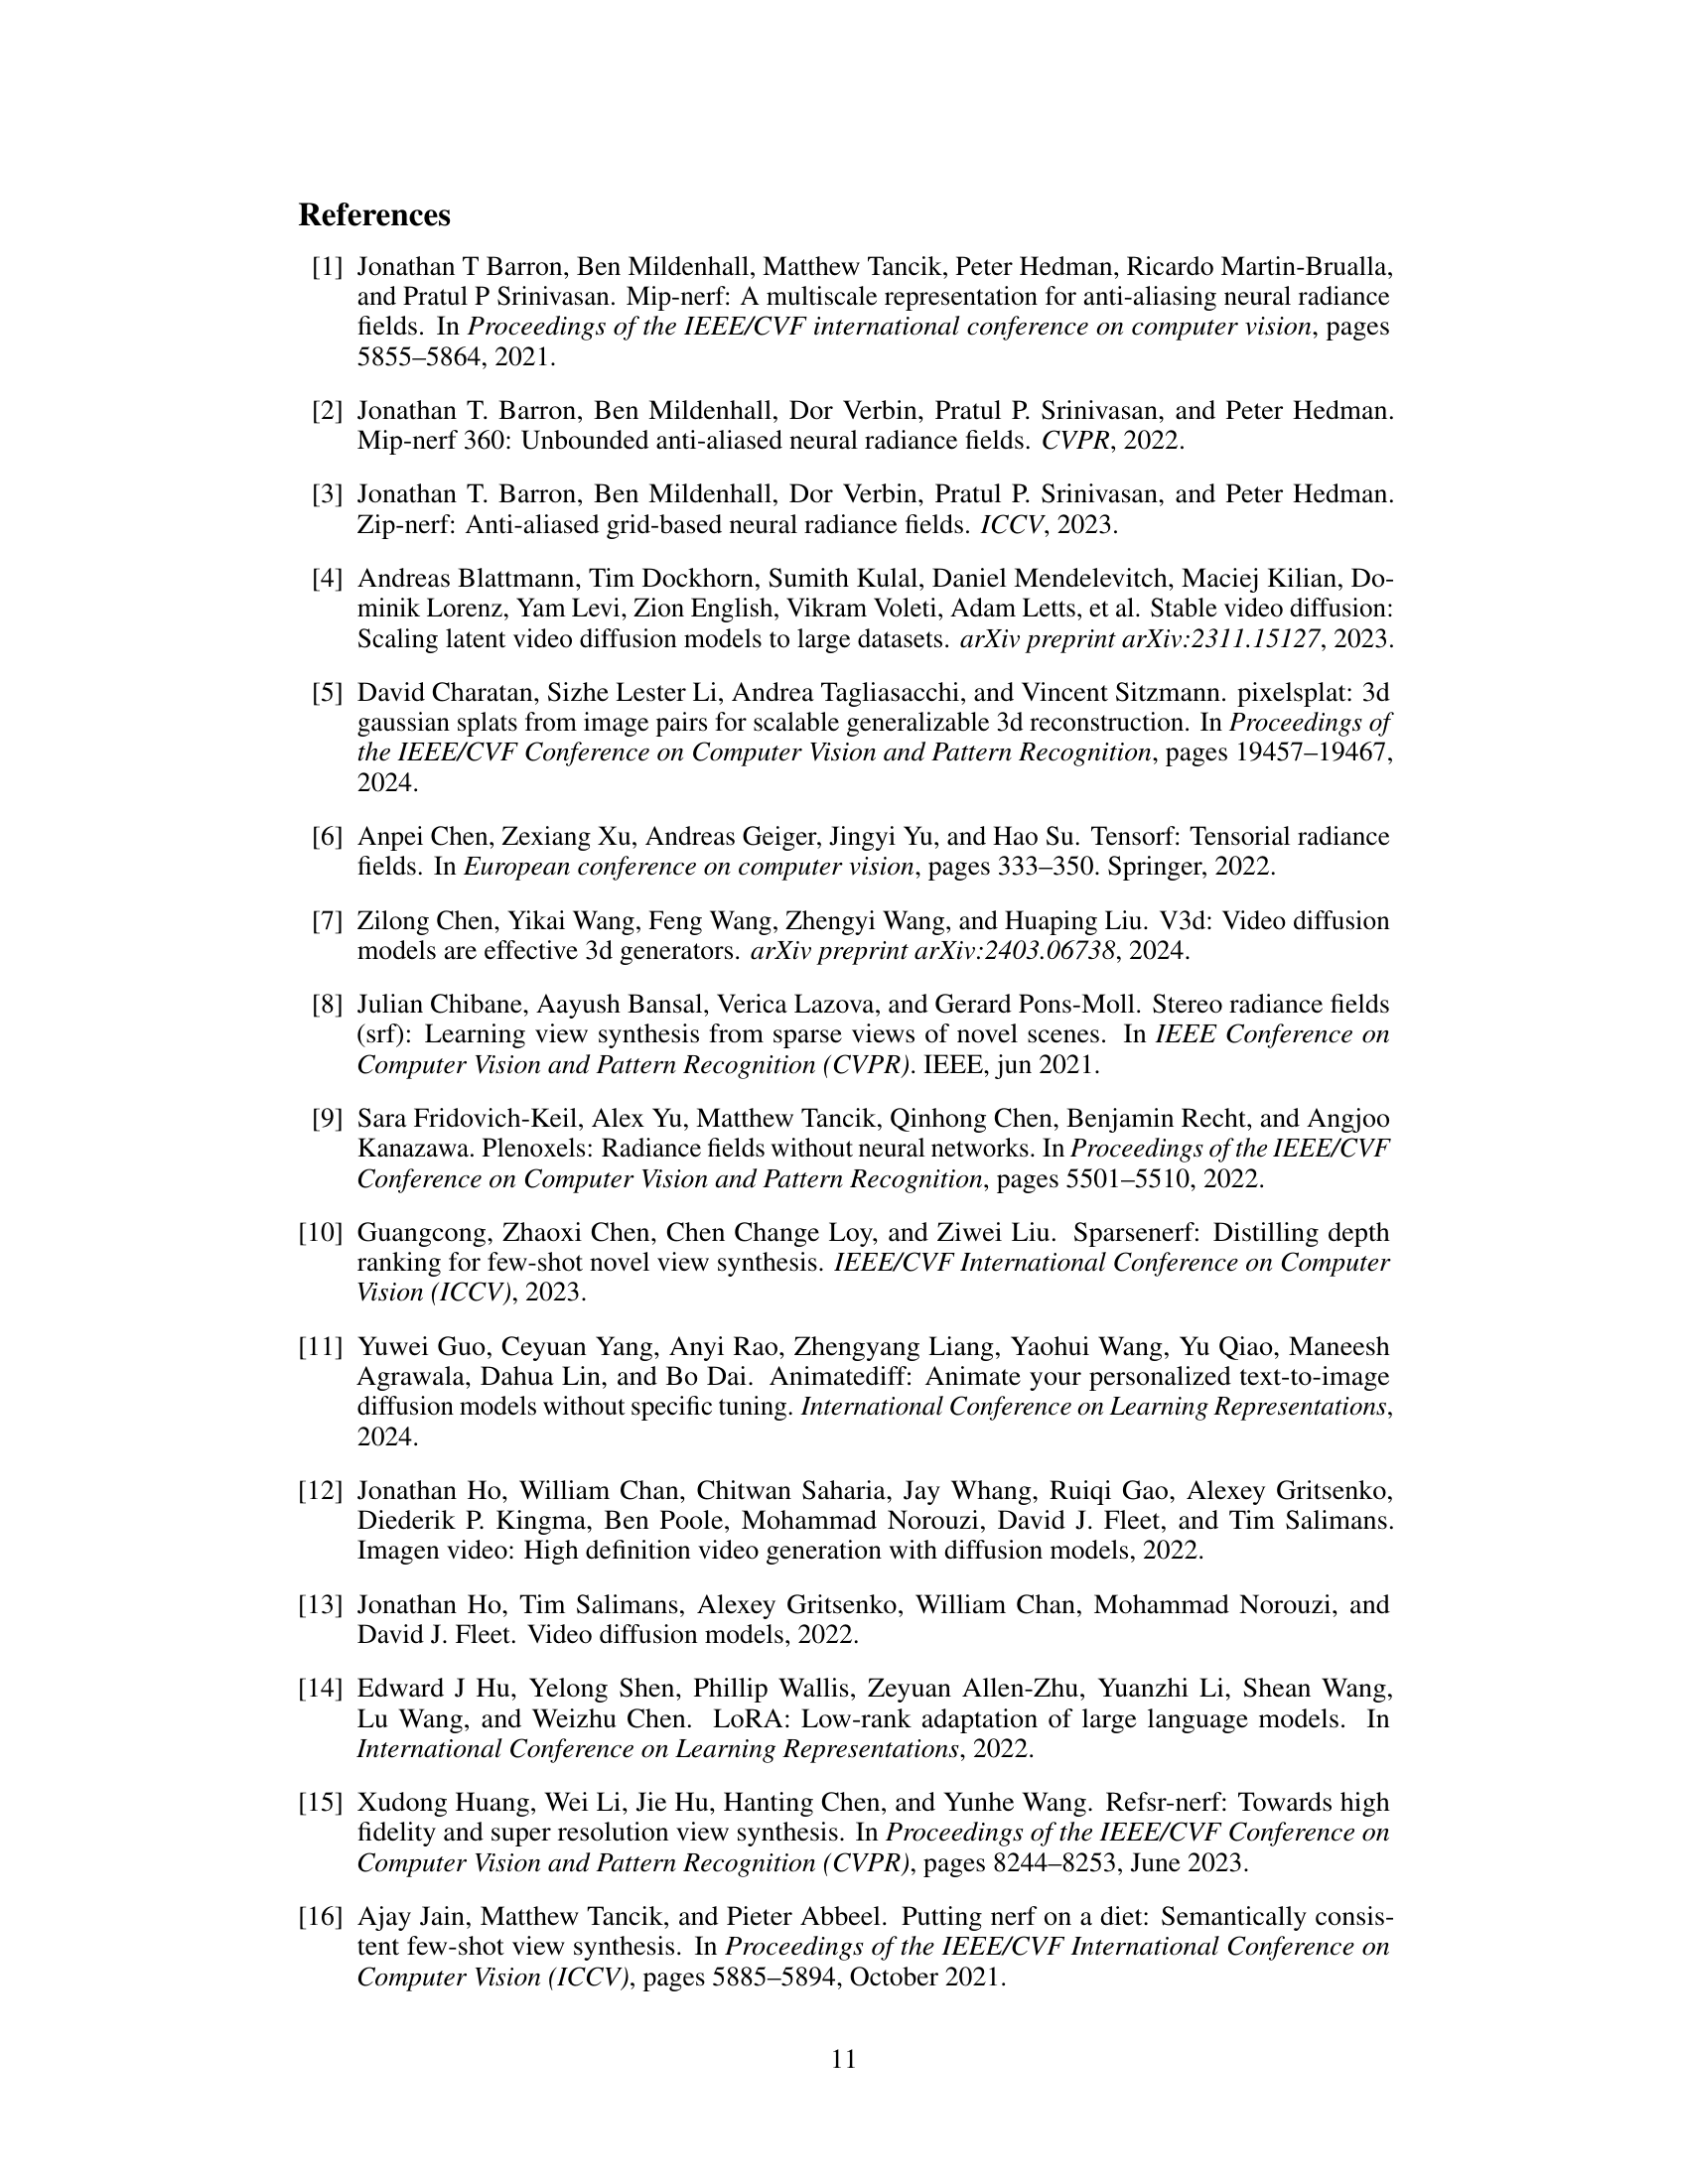 References
[1] Jonathan T Barron, Ben Mildenhall, Matthew Tancik, Peter Hedman, Ricardo Martin-Brualla,
and Pratul P Srinivasan. Mip-nerf: A multiscale representation for anti-aliasing neural radiance
fields. In Proceedings of the IEEE/CVF international conference on computer vision, pages
5855–5864, 2021.
[2] Jonathan T. Barron, Ben Mildenhall, Dor Verbin, Pratul P. Srinivasan, and Peter Hedman.
Mip-nerf 360: Unbounded anti-aliased neural radiance fields. CVPR, 2022.
[3] Jonathan T. Barron, Ben Mildenhall, Dor Verbin, Pratul P. Srinivasan, and Peter Hedman.
Zip-nerf: Anti-aliased grid-based neural radiance fields. ICCV, 2023.
[4] Andreas Blattmann, Tim Dockhorn, Sumith Kulal, Daniel Mendelevitch, Maciej Kilian, Do-
minik Lorenz, Yam Levi, Zion English, Vikram Voleti, Adam Letts, et al. Stable video diffusion:
Scaling latent video diffusion models to large datasets. arXiv preprint arXiv:2311.15127, 2023.
[5] David Charatan, Sizhe Lester Li, Andrea Tagliasacchi, and Vincent Sitzmann. pixelsplat: 3d
gaussian splats from image pairs for scalable generalizable 3d reconstruction. In Proceedings of
the IEEE/CVF Conference on Computer Vision and Pattern Recognition, pages 19457–19467,
2024.
[6] Anpei Chen, Zexiang Xu, Andreas Geiger, Jingyi Yu, and Hao Su. Tensorf: Tensorial radiance
fields. In European conference on computer vision, pages 333–350. Springer, 2022.
[7] Zilong Chen, Yikai Wang, Feng Wang, Zhengyi Wang, and Huaping Liu. V3d: Video diffusion
models are effective 3d generators. arXiv preprint arXiv:2403.06738, 2024.
[8] Julian Chibane, Aayush Bansal, Verica Lazova, and Gerard Pons-Moll. Stereo radiance fields
(srf): Learning view synthesis from sparse views of novel scenes. In IEEE Conference on
Computer Vision and Pattern Recognition (CVPR). IEEE, jun 2021.
[9] Sara Fridovich-Keil, Alex Yu, Matthew Tancik, Qinhong Chen, Benjamin Recht, and Angjoo
Kanazawa. Plenoxels: Radiance fields without neural networks. In Proceedings of the IEEE/CVF
Conference on Computer Vision and Pattern Recognition, pages 5501–5510, 2022.
[10] Guangcong, Zhaoxi Chen, Chen Change Loy, and Ziwei Liu. Sparsenerf: Distilling depth
ranking for few-shot novel view synthesis. IEEE/CVF International Conference on Computer
Vision (ICCV), 2023.
[11] Yuwei Guo, Ceyuan Yang, Anyi Rao, Zhengyang Liang, Yaohui Wang, Yu Qiao, Maneesh
Agrawala, Dahua Lin, and Bo Dai. Animatediff: Animate your personalized text-to-image
diffusion models without specific tuning. International Conference on Learning Representations,
2024.
[12] Jonathan Ho, William Chan, Chitwan Saharia, Jay Whang, Ruiqi Gao, Alexey Gritsenko,
Diederik P. Kingma, Ben Poole, Mohammad Norouzi, David J. Fleet, and Tim Salimans.
Imagen video: High definition video generation with diffusion models, 2022.
[13] Jonathan Ho, Tim Salimans, Alexey Gritsenko, William Chan, Mohammad Norouzi, and
David J. Fleet. Video diffusion models, 2022.
[14] Edward J Hu, Yelong Shen, Phillip Wallis, Zeyuan Allen-Zhu, Yuanzhi Li, Shean Wang,
Lu Wang, and Weizhu Chen. LoRA: Low-rank adaptation of large language models. In
International Conference on Learning Representations, 2022.
[15] Xudong Huang, Wei Li, Jie Hu, Hanting Chen, and Yunhe Wang. Refsr-nerf: Towards high
fidelity and super resolution view synthesis. In Proceedings of the IEEE/CVF Conference on
Computer Vision and Pattern Recognition (CVPR), pages 8244–8253, June 2023.
[16] Ajay Jain, Matthew Tancik, and Pieter Abbeel. Putting nerf on a diet: Semantically consis-
tent few-shot view synthesis. In Proceedings of the IEEE/CVF International Conference on
Computer Vision (ICCV), pages 5885–5894, October 2021.
11